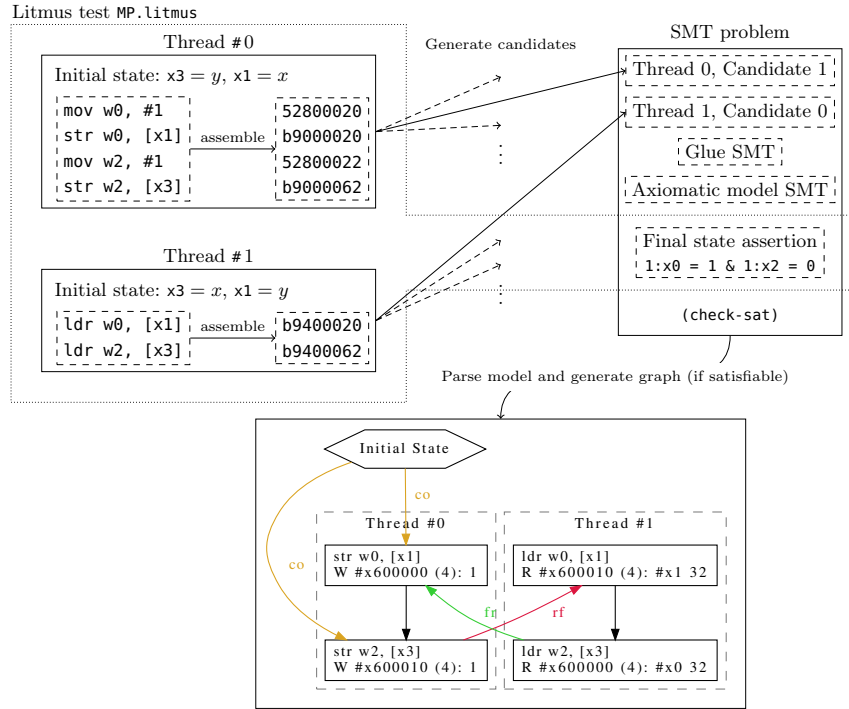 Litmus test MP.litmus
Thread #0
Initial state: x3 = y, x1 = x
mov w0, #1
str w0, [x1]
mov w2, #1
str w2, [x3]
assemble
52800020
b9000020
52800022
b9000062
Thread #1
Initial state: x3 = x, x1 = y
ldr w0, [x1]
ldr w2, [x3]
assemble
b9400020
b9400062
Generate candidates
⋮
⋮
SMT problem
Thread 0, Candidate 1
Thread 1, Candidate 0
Glue SMT
Axiomatic model SMT
Final state assertion
1:x0 = 1 & 1:x2 = 0
(check-sat)
Parse model and generate graph (if satisfiable)
Initial State
co
co
Thread #0
str w0, [x1]
W #x600000 (4): 1
str w2, [x3]
W #x600010 (4): 1
fr
rf
Thread #1
ldr w0, [x1]
R #x600010 (4): #x1 32
ldr w2, [x3]
R #x600000 (4): #x0 32